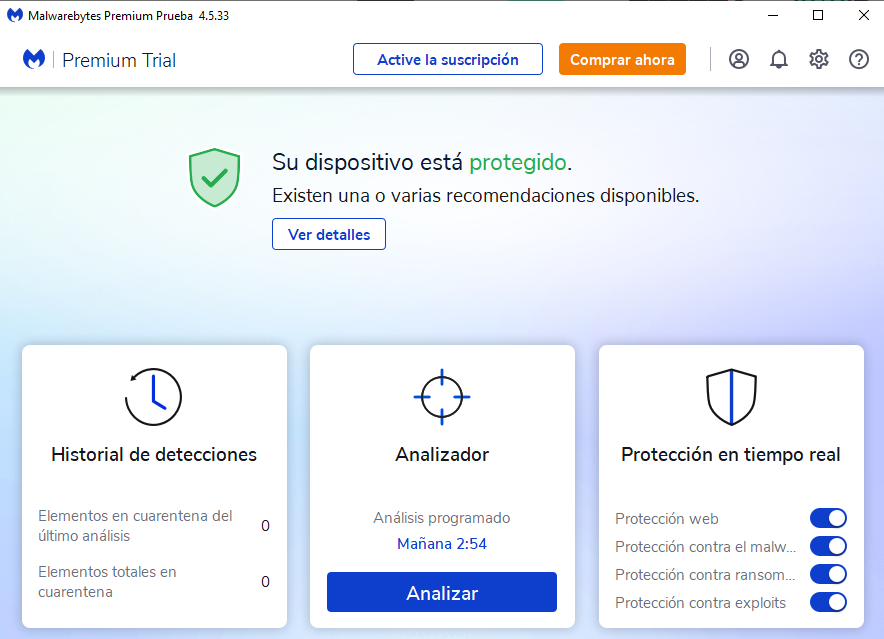 Malwarebytes Premium Prueba 4.5.33
Premium Trial
Active la suscripción
Comprar ahora
Su dispositivo está protegido.
Existen una o varias recomendaciones disponibles.
Ver detalles
Historial de detecciones
Elementos en cuarentena del
último análisis
0
Elementos totales en
cuarentena
0
Analizador
Análisis programado
Mañana 2:54
Analizar
Protección en tiempo real
Protección web
Protección contra el malw...
Protección contra ransom...
Protección contra exploits